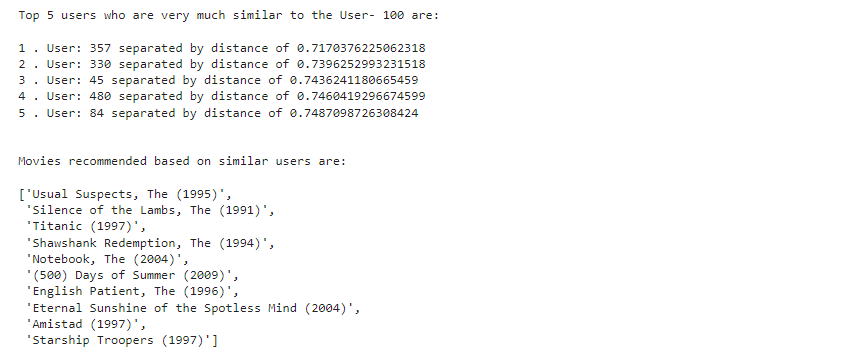 Top 5 users who are very much similar to the User- 100 are:
1 . User: 357 separated by distance of 0.7170376225062318
2 . User: 330 separated by distance of 0.7396252993231518
3 . User: 45 separated by distance of 0.7436241180665459
4 . User: 480 separated by distance of 0.7460419296674599
5 . User: 84 separated by distance of 0.7487098726308424
Movies recommended based on similar users are:
['Usual Suspects, The (1995)',
'Silence of the Lambs, The (1991)',
'Titanic (1997)',
'Shawshank Redemption, The (1994)',
'Notebook, The (2004)',
'(500) Days of Summer (2009)',
'English Patient, The (1996)',
'Eternal Sunshine of the Spotless Mind (2004)',
'Amistad (1997)',
'Starship Troopers (1997)']